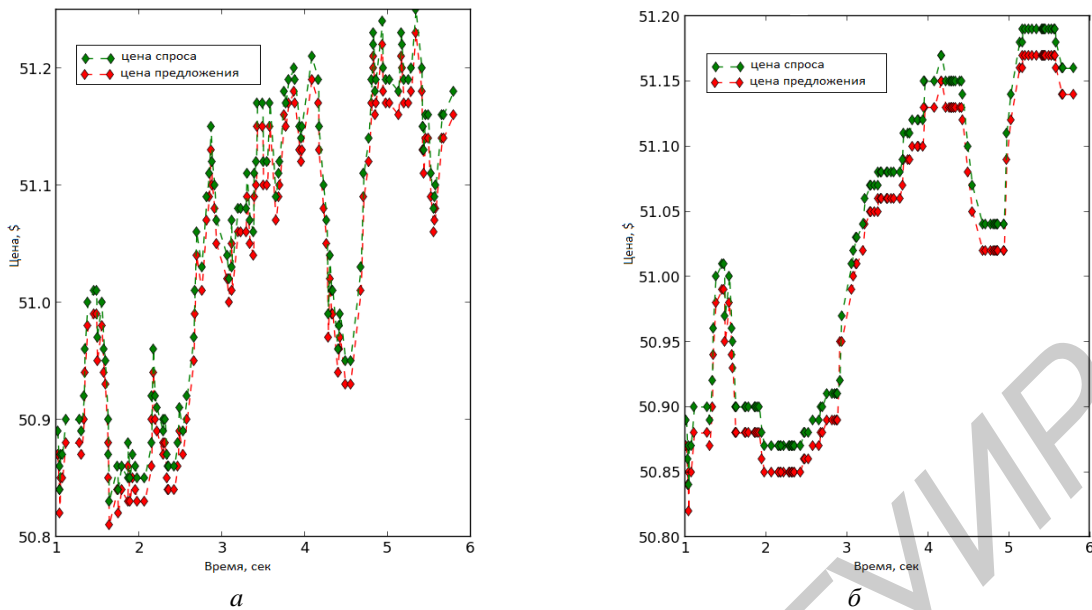 51.2
51.1
51.0
50.9
50.8
Цена, $
цена спроса
цена предложения
1 2 3 4 5 6
Время, сек
а
51.20
51.15
51.10
51.05
51.00
50.95
50.90
50.85
50.80
Цена, $
цена спроса
цена предложения
1 2 3 4 5 6
Время, сек
б
ГУИР